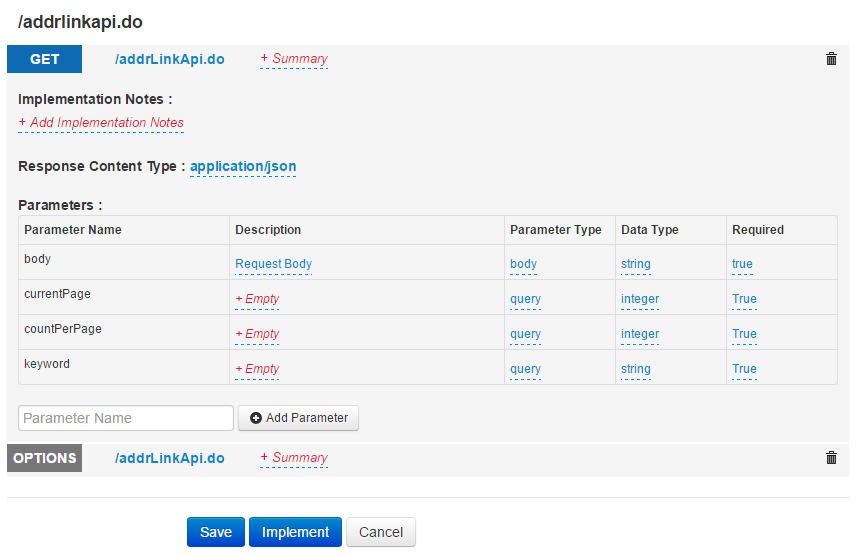 /addrlinkapi.do
GET /addrLinkApi.do + Summary
Implementation Notes :
+ Add Implementation Notes
Response Content Type : application/json
Parameters :
Parameter Name Description Parameter Type Data Type Required
body Request Body body string true
currentPage + Empty query integer True
countPerPage + Empty query integer True
keyword + Empty query string True
Parameter Name Add Parameter
OPTIONS /addrLinkApi.do + Summary
Save Implement Cancel